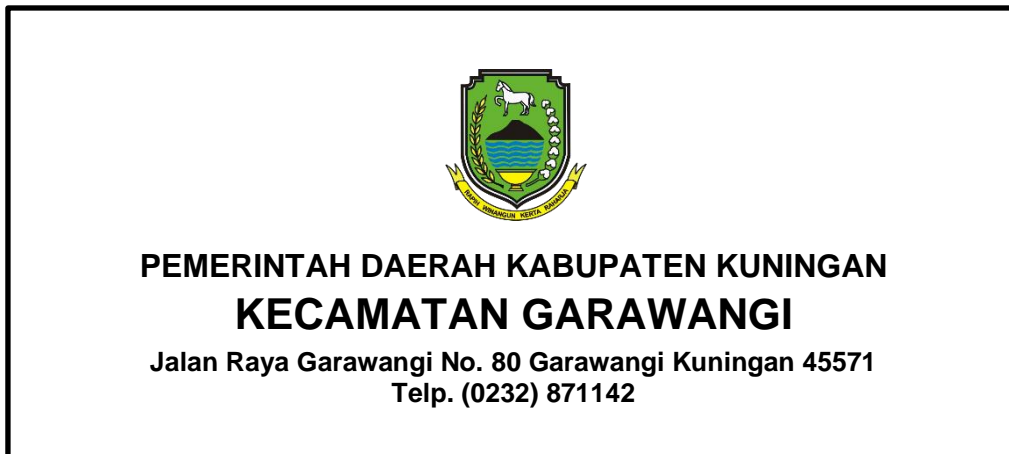 RAPIH WINANGUN KERTA RAHARJA
PEMERINTAH DAERAH KABUPATEN KUNINGAN
KECAMATAN GARAWANGI
Jalan Raya Garawangi No. 80 Garawangi Kuningan 45571
Telp. (0232) 871142